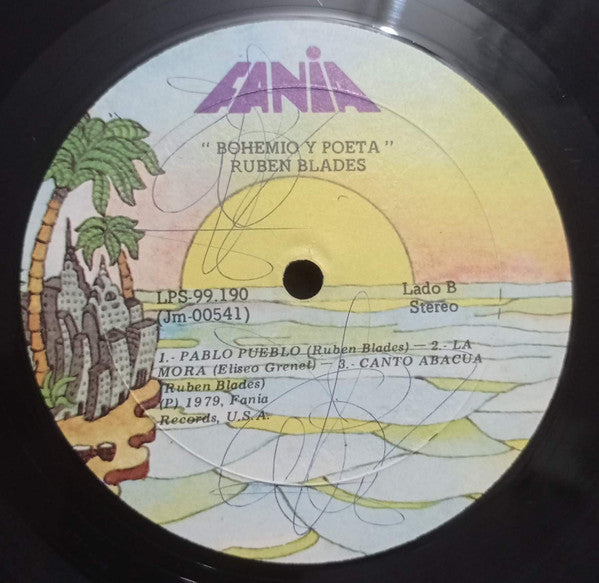 FANIA
" BOHEMIO Y POETA "
RUBEN BLADES
LPS-99.190
(Jm-00541)
Lado B
Stereo
1.- PABLO PUEBLO (Ruben Blades) — 2.- LA
MORA (Eliseo Grenet) — 3.- CANTO ABACUA
(Ruben Blades)
(P) 1979, Fania
Records, U.S.A.